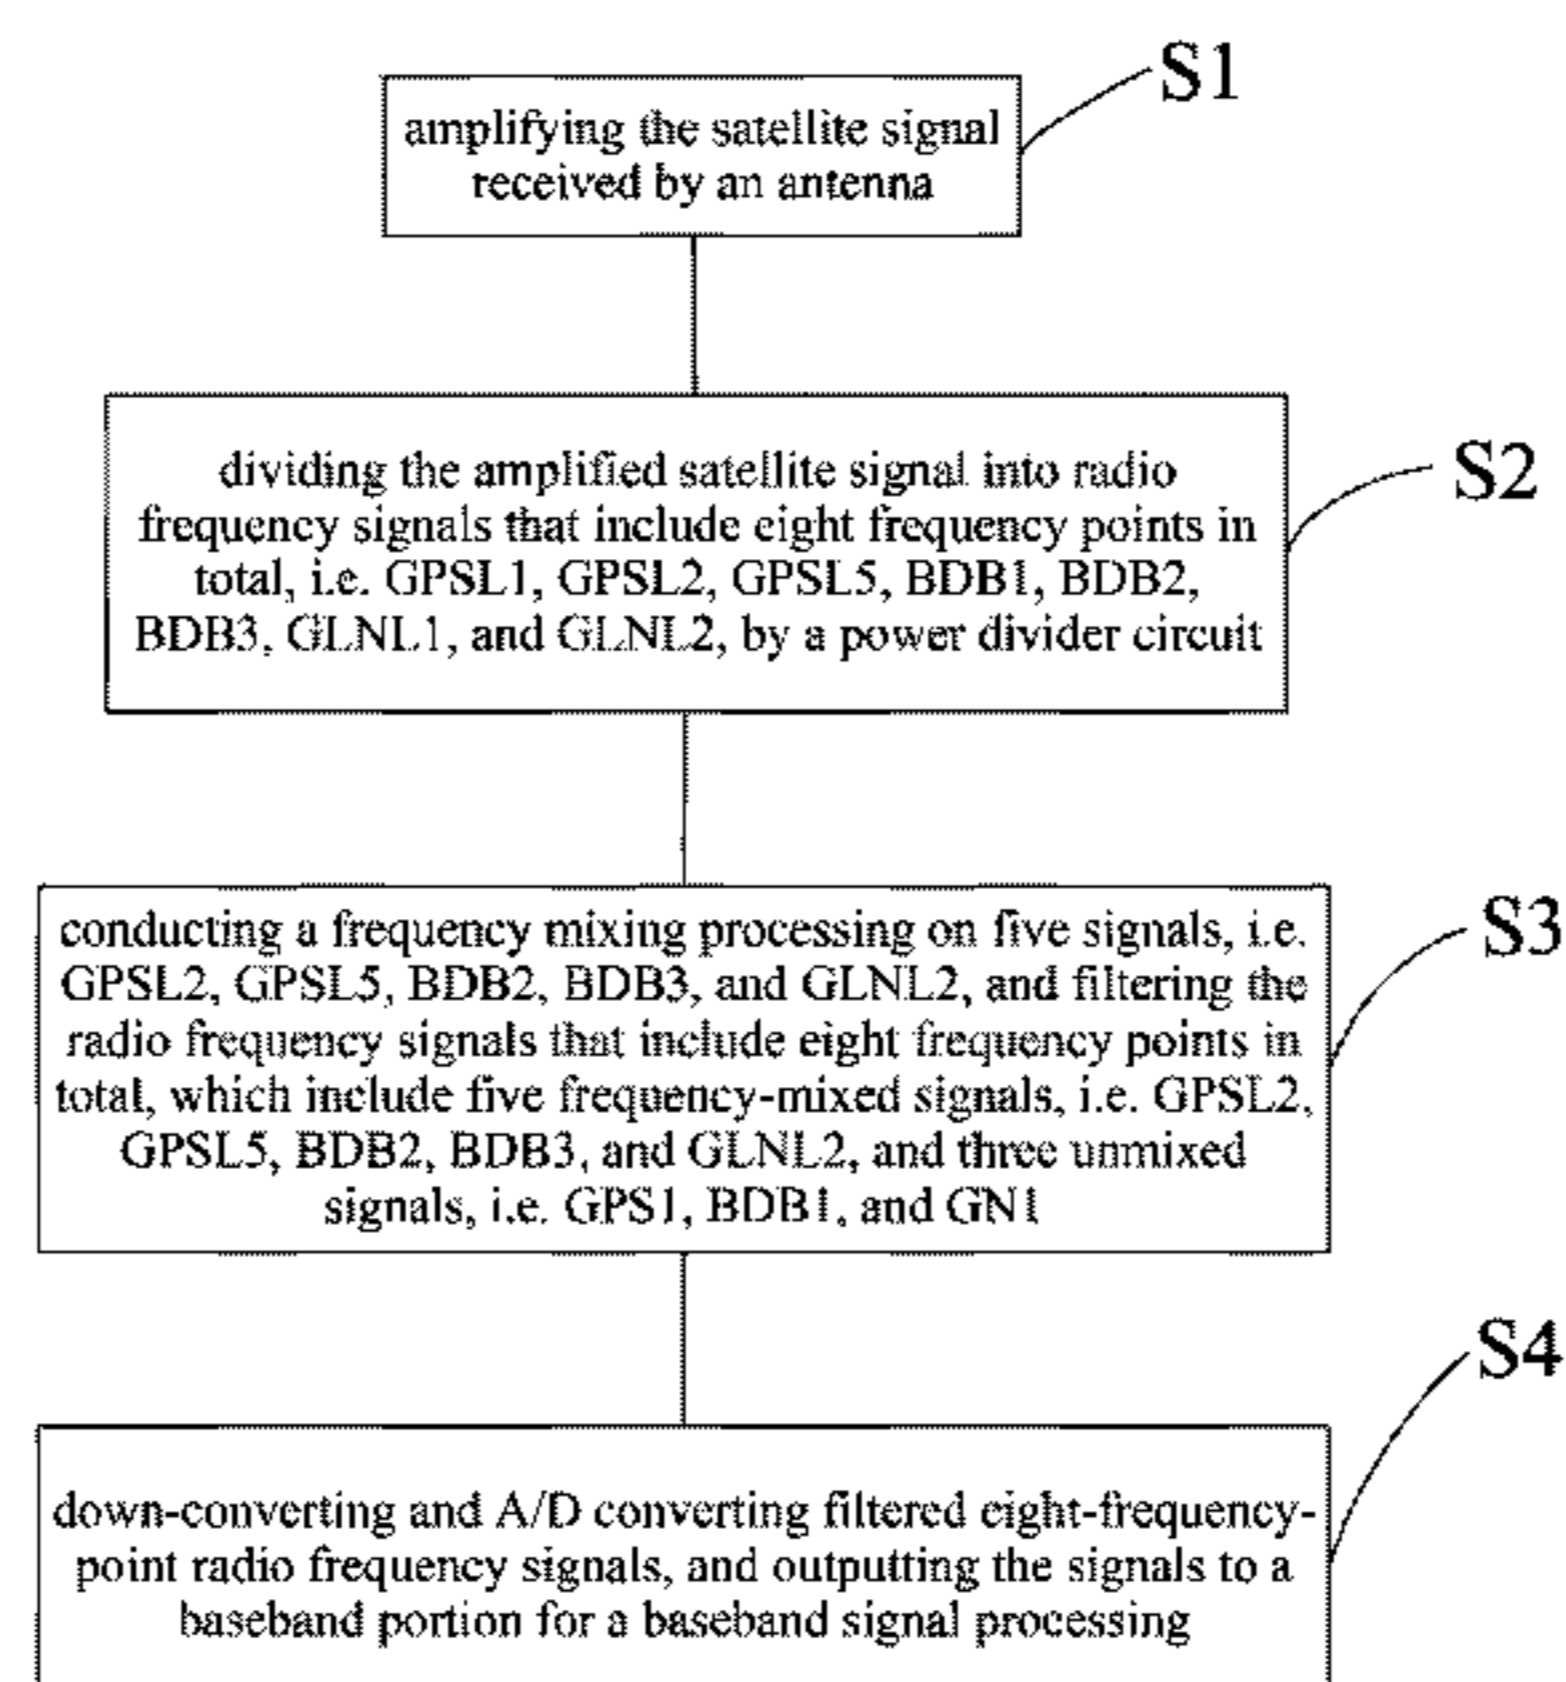 S1
amplifying the satellite signal
received by an antenna
S2
dividing the amplified satellite signal into radio
frequency signals that include eight frequency points in
total, i.e. GPSL1, GPSL2, GPSL5, BDB1, BDB2,
BDB3, GLNL1, and GLNL2, by a power divider circuit
S3
conducting a frequency mixing processing on five signals, i.e.
GPSL2, GPSL5, BDB2, BDB3, and GLNL2, and filtering the
radio frequency signals that include eight frequency points in
total, which include five frequency-mixed signals, i.e. GPSL2,
GPSL5, BDB2, BDB3, and GLNL2, and three unmixed
signals, i.e. GPS1, BDB1, and GN1
S4
down-converting and A/D converting filtered eight-frequency-
point radio frequency signals, and outputting the signals to a
baseband portion for a baseband signal processing